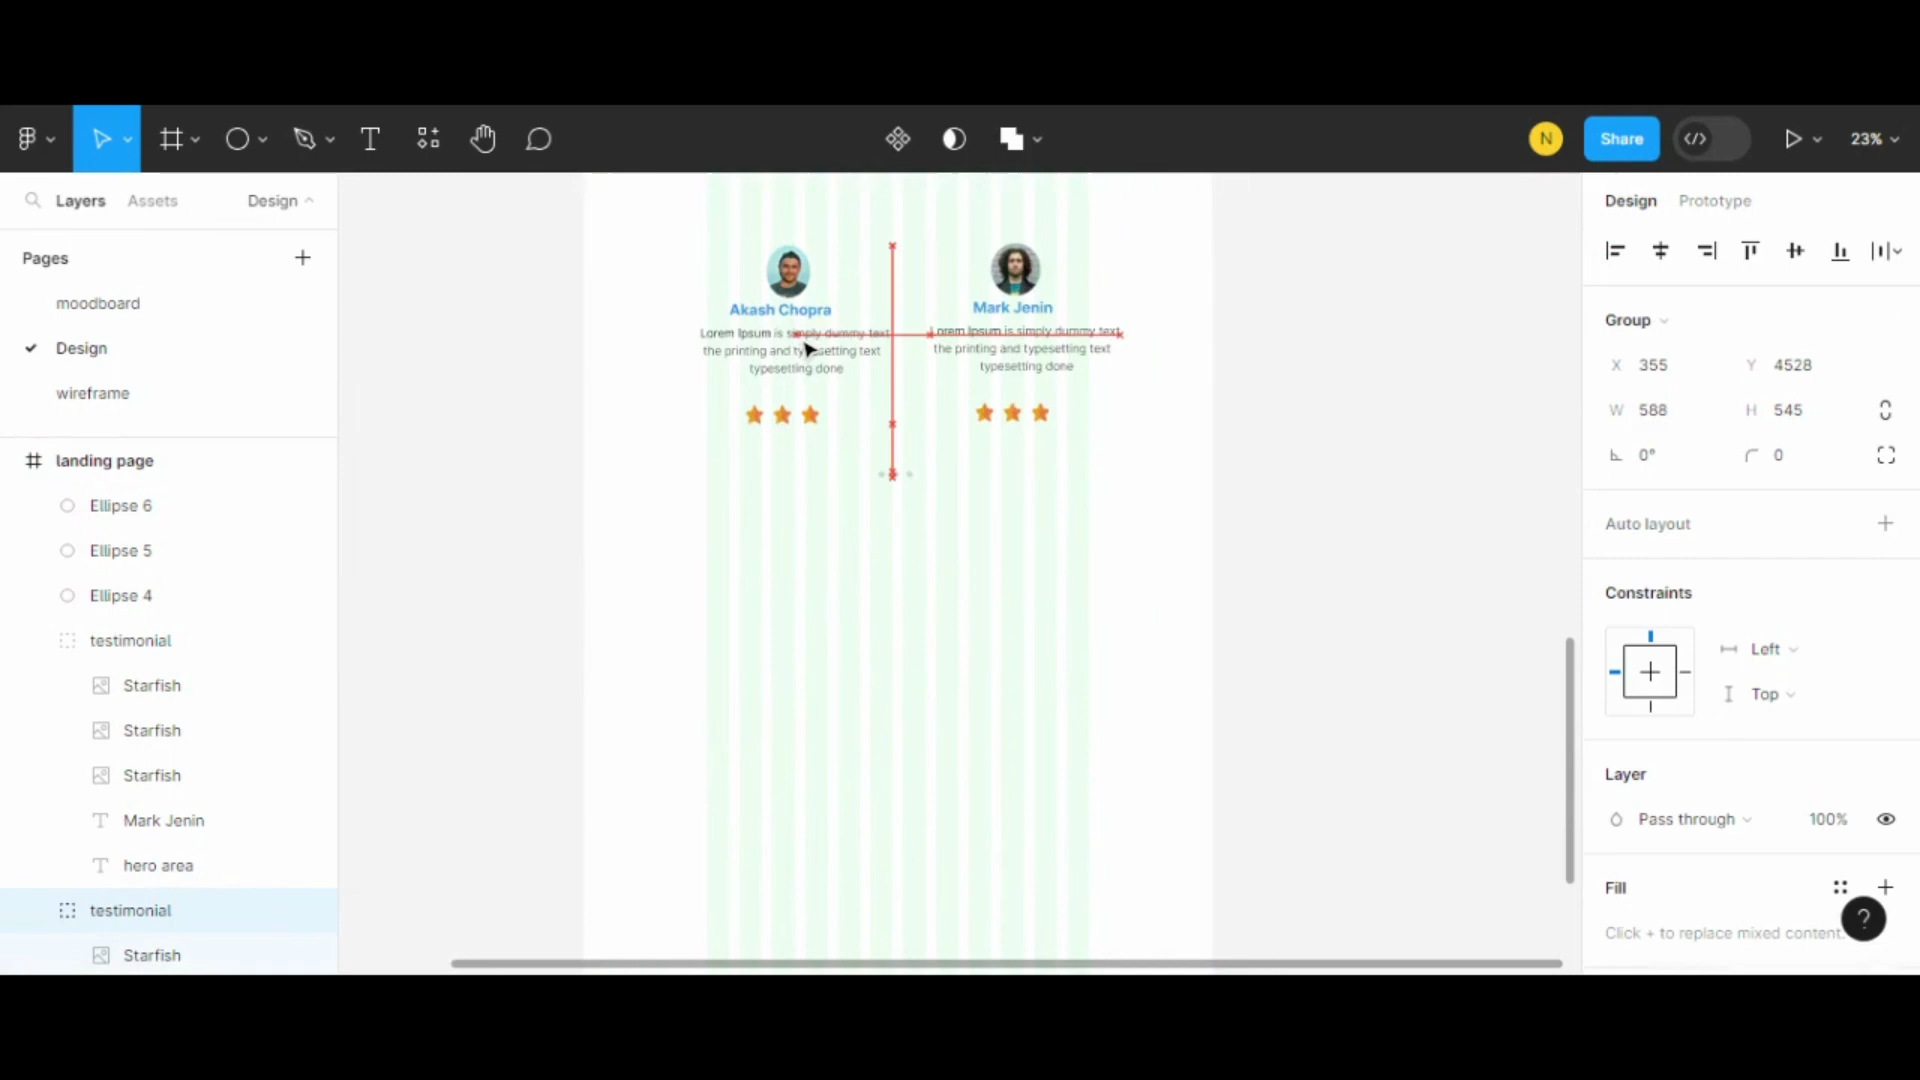 N
Share
23%
Layers
Assets
Design
Design
Prototype
Pages
moodboard
Design
wireframe
landing page
Ellipse 6
Ellipse 5
Ellipse 4
testimonial
Starfish
Starfish
Starfish
Mark Jenin
hero area
testimonial
Starfish
Akash Chopra
Lorem Ipsum is simply dummy text
the printing and typesetting text
typesetting done
Mark Jenin
Lorem Ipsum is simply dummy text
the printing and typesetting text
typesetting done
Group
X 355
Y 4528
W 588
H 545
0°
0
Auto layout
Constraints
Left
Top
Layer
Pass through
100%
Fill
Click + to replace mixed content.
?